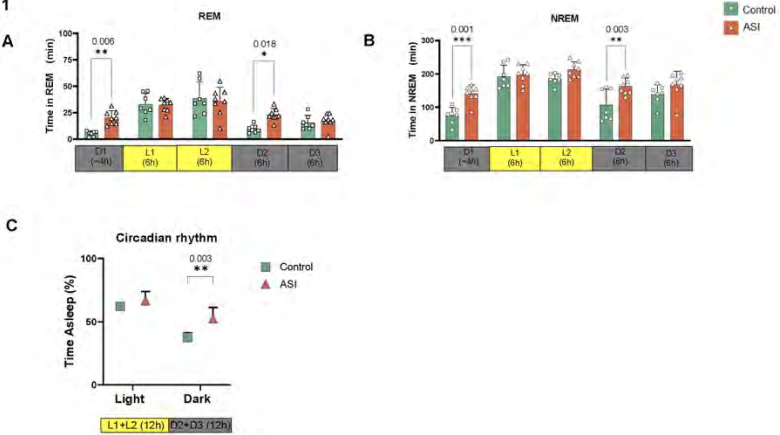 1
Control
ASI
A
REM
Time in REM (min)
100
75
50
25
0
0.006
**
0.018
*
D1
(~4h)
L1
(6h)
L2
(6h)
D2
(6h)
D3
(6h)
B
NREM
Time in NREM (min)
300
200
100
0
0.001
***
0.003
**
D1
(~4h)
L1
(6h)
L2
(6h)
D2
(6h)
D3
(6h)
C
Circadian rhythm
Time Asleep (%)
100
50
0
0.003
**
Control
ASI
Light
Dark
L1+L2 (12h)
D2+D3 (12h)